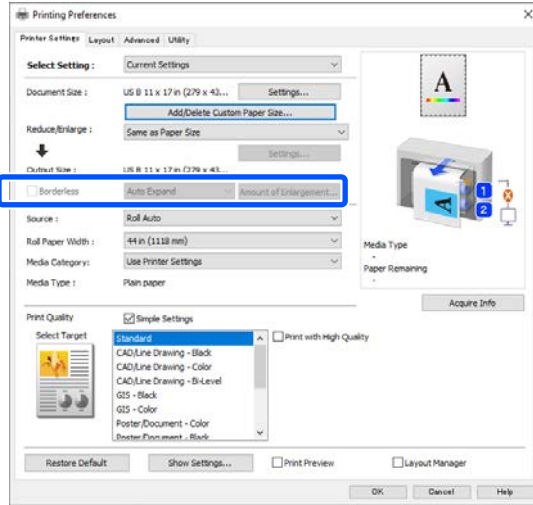 Printing Preferences
Printer Settings Layout Advanced Utility
Select Setting : Current Settings
Document Size : US B 11 x 17 in (279 x 43... Settings...
Add/Delete Custom Paper Size...
Reduce/Enlarge : Same as Paper Size
Settings...
Output Size : US B 11 x 17 in (279 x 43...
Borderless Auto Expand Amount of Enlargement...
Source : Roll Auto
Roll Paper Width : 44 in (1118 mm)
Media Category: Use Printer Settings
Media Type : Plain paper
A
A
1
2
Media Type
-
Paper Remaining
-
Acquire Info
Print Quality Simple Settings
Select Target
Standard
Print with High Quality
CAD/Line Drawing - Black
CAD/Line Drawing - Color
CAD/Line Drawing - Bi-Level
GIS - Black
GIS - Color
Poster/Document - Color
Poster/Document - Black
Restore Default Show Settings... Print Preview Layout Manager
OK Cancel Help